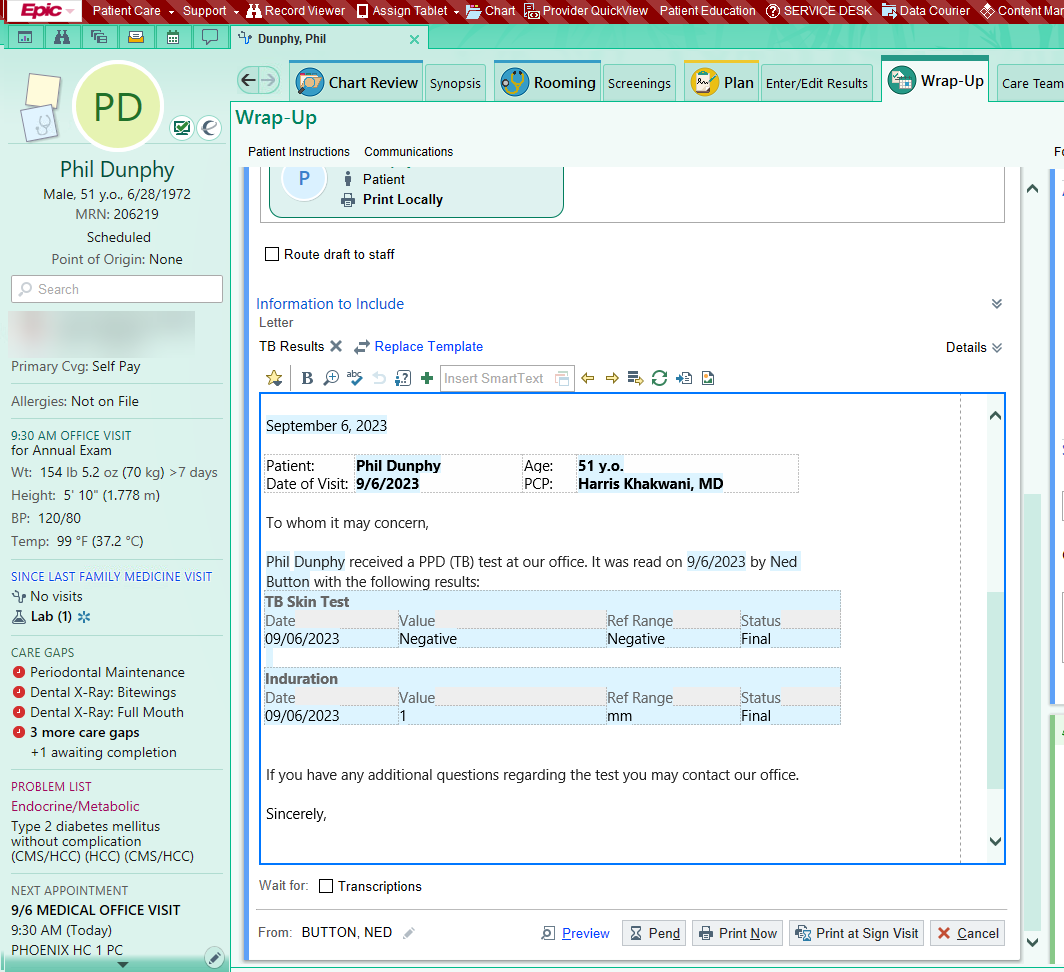 Epic Patient Care Support Record Viewer Assign Tablet Chart Provider QuickView Patient Education SERVICE DESK Data Courier Content Mar
Dunphy, Phil
Chart Review Synopsis Rooming Screenings Plan Enter/Edit Results Wrap-Up Care Team
PD
Phil Dunphy
Male, 51 y.o., 6/28/1972
MRN: 206219
Scheduled
Point of Origin: None
Search
Primary Cvg: Self Pay
Allergies: Not on File
9:30 AM OFFICE VISIT
for Annual Exam
Wt: 154 lb 5.2 oz (70 kg) >7 days
Height: 5' 10" (1.778 m)
BP: 120/80
Temp: 99 °F (37.2 °C)
SINCE LAST FAMILY MEDICINE VISIT
No visits
Lab (1)
CARE GAPS
Periodontal Maintenance
Dental X-Ray: Bitewings
Dental X-Ray: Full Mouth
3 more care gaps
+1 awaiting completion
PROBLEM LIST
Endocrine/Metabolic
Type 2 diabetes mellitus
without complication
(CMS/HCC) (HCC) (CMS/HCC)
NEXT APPOINTMENT
9/6 MEDICAL OFFICE VISIT
9:30 AM (Today)
PHOENIX HC 1 PC
Wrap-Up
Patient Instructions Communications
P
Patient
Print Locally
Route draft to staff
Information to Include
Letter
TB Results Replace Template Details
B abc Insert SmartText
September 6, 2023
Patient: Phil Dunphy Age: 51 y.o.
Date of Visit: 9/6/2023 PCP: Harris Khakwani, MD
To whom it may concern,
Phil Dunphy received a PPD (TB) test at our office. It was read on 9/6/2023 by Ned
Button with the following results:
TB Skin Test
Date Value Ref Range Status
09/06/2023 Negative Negative Final
Induration
Date Value Ref Range Status
09/06/2023 1 mm Final
If you have any additional questions regarding the test you may contact our office.
Sincerely,
Wait for: Transcriptions
From: BUTTON, NED Preview Pend Print Now Print at Sign Visit Cancel